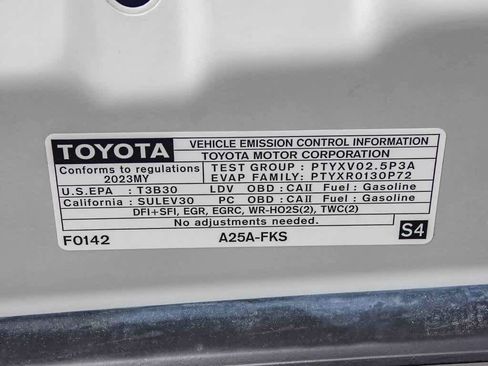 TOYOTA
VEHICLE EMISSION CONTROL INFORMATION
TOYOTA MOTOR CORPORATION
Conforms to regulations
2023MY
TEST GROUP : PTYXV02.5P3A
EVAP FAMILY: PTYXR0130P72
U.S.EPA : T3B30 LDV OBD : CAII Fuel : Gasoline
California : SULEV30 PC OBD : CAII Fuel : Gasoline
DFI+SFI, EGR, EGRC, WR-HO2S(2), TWC(2)
No adjustments needed.
F0142 A25A-FKS S4